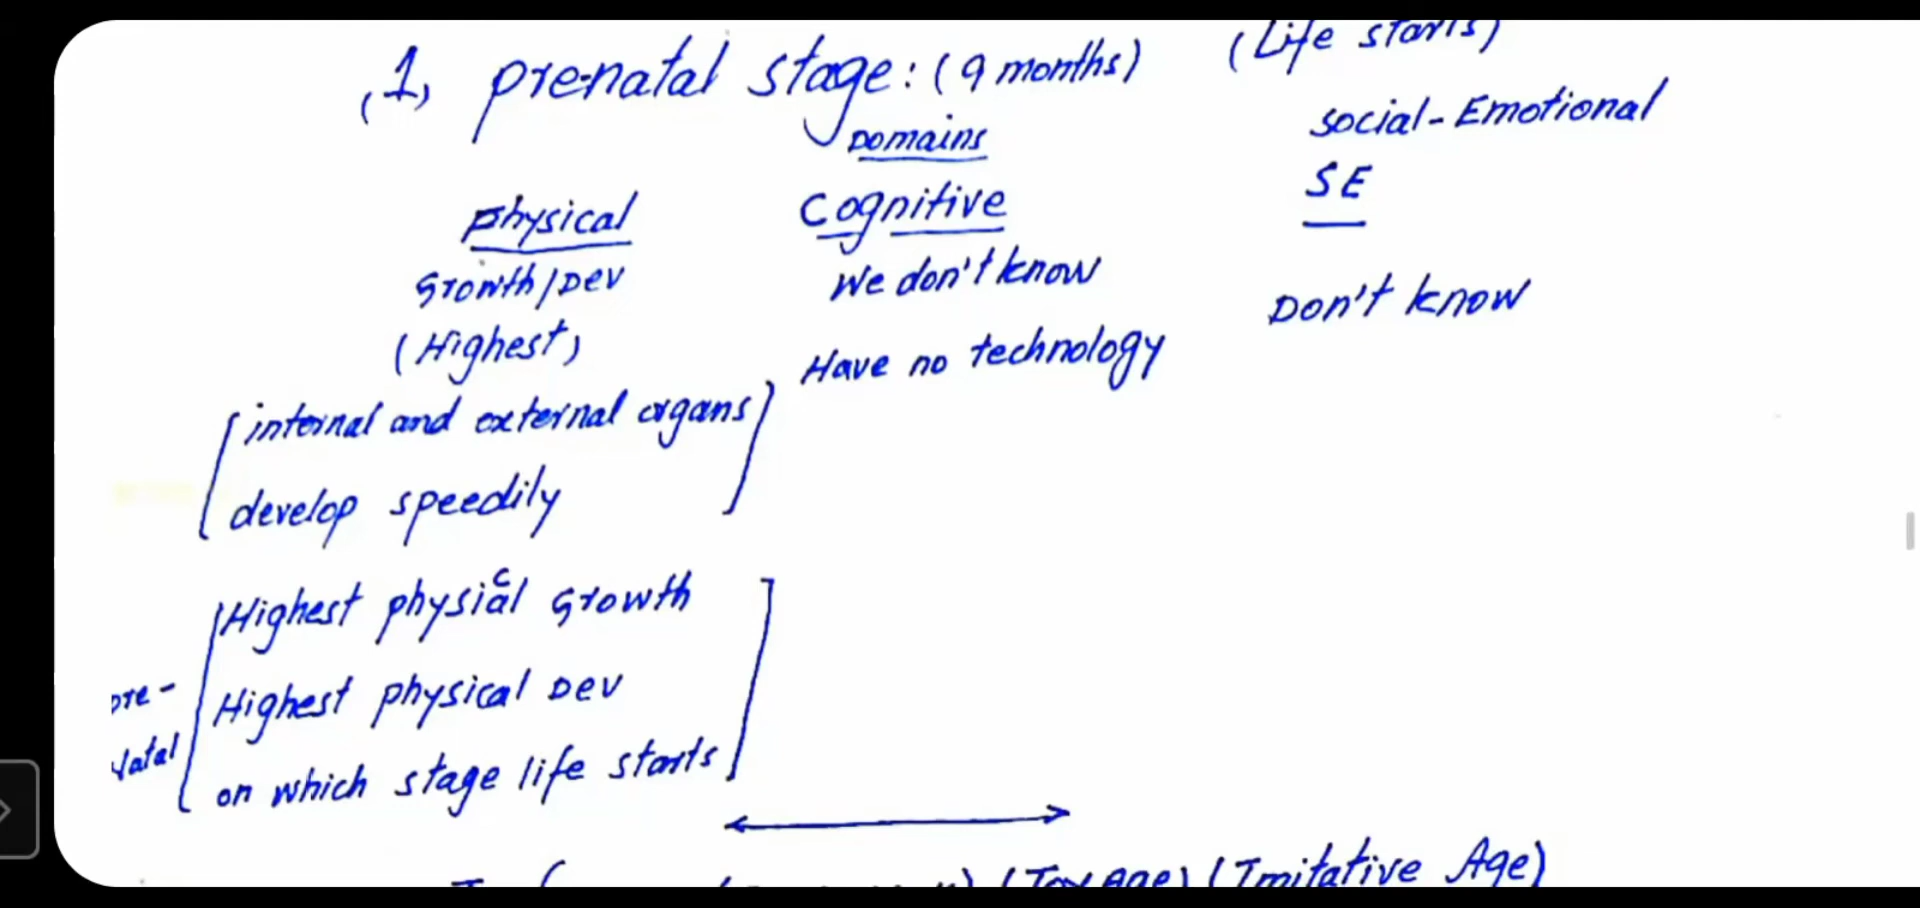 (1) prenatal stage: (9 months) (Life starts)
Domains
Physical Cognitive Social-Emotional
SE
Growth/Dev We don't know Don't know
(Highest) Have no technology
[internal and external organs
develop speedily]
Pre-natal [Highest physical Growth
Highest physical Dev
on which stage life starts]
(Toy Age) (Imitative Age)